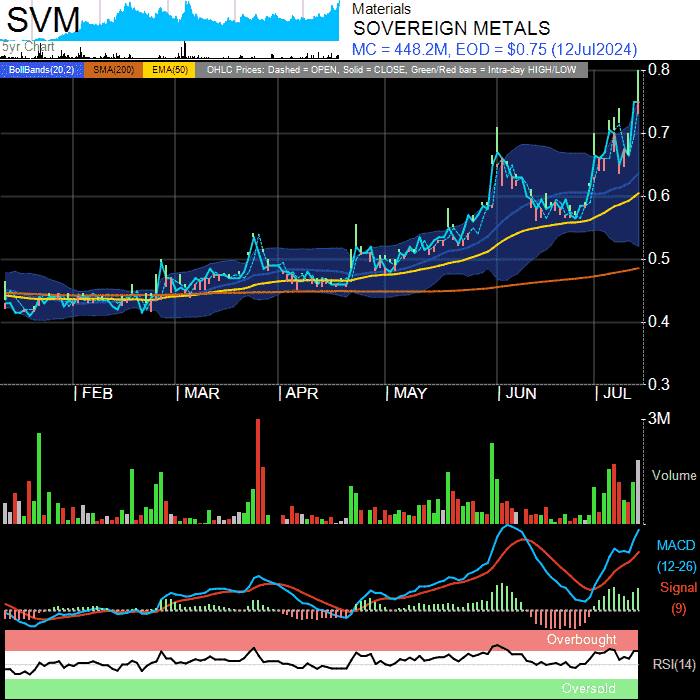 SVM
5yr Chart
Materials
SOVEREIGN METALS
MC = 448.2M, EOD = $0.75 (12Jul2024)
BollBands(20,2) SMA(200) EMA(50) OHLC Prices: Dashed = OPEN, Solid = CLOSE, Green/Red bars = Intra-day HIGH/LOW
0.8
0.7
0.6
0.5
0.4
0.3
FEB MAR APR MAY JUN JUL
3M
Volume
MACD
(12-26)
Signal
(9)
Overbought
RSI(14)
Oversold